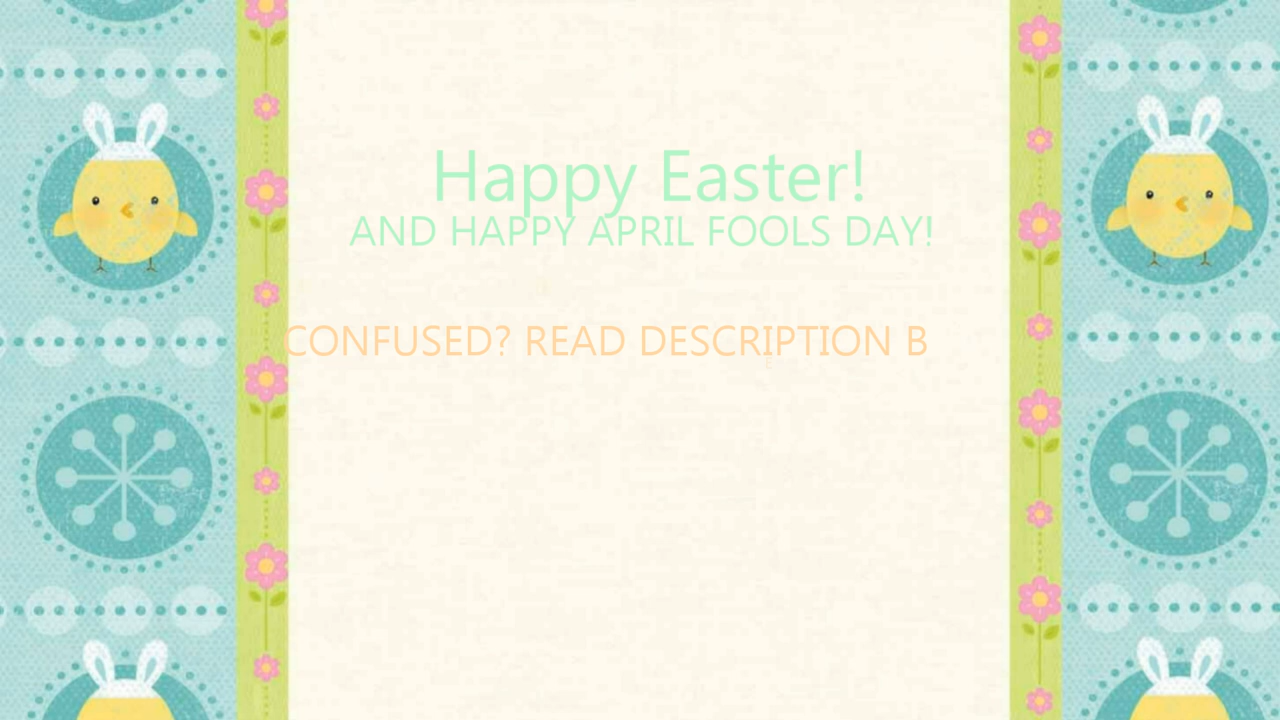 Happy Easter!
AND HAPPY APRIL FOOLS DAY!
CONFUSED? READ DESCRIPTION B
E